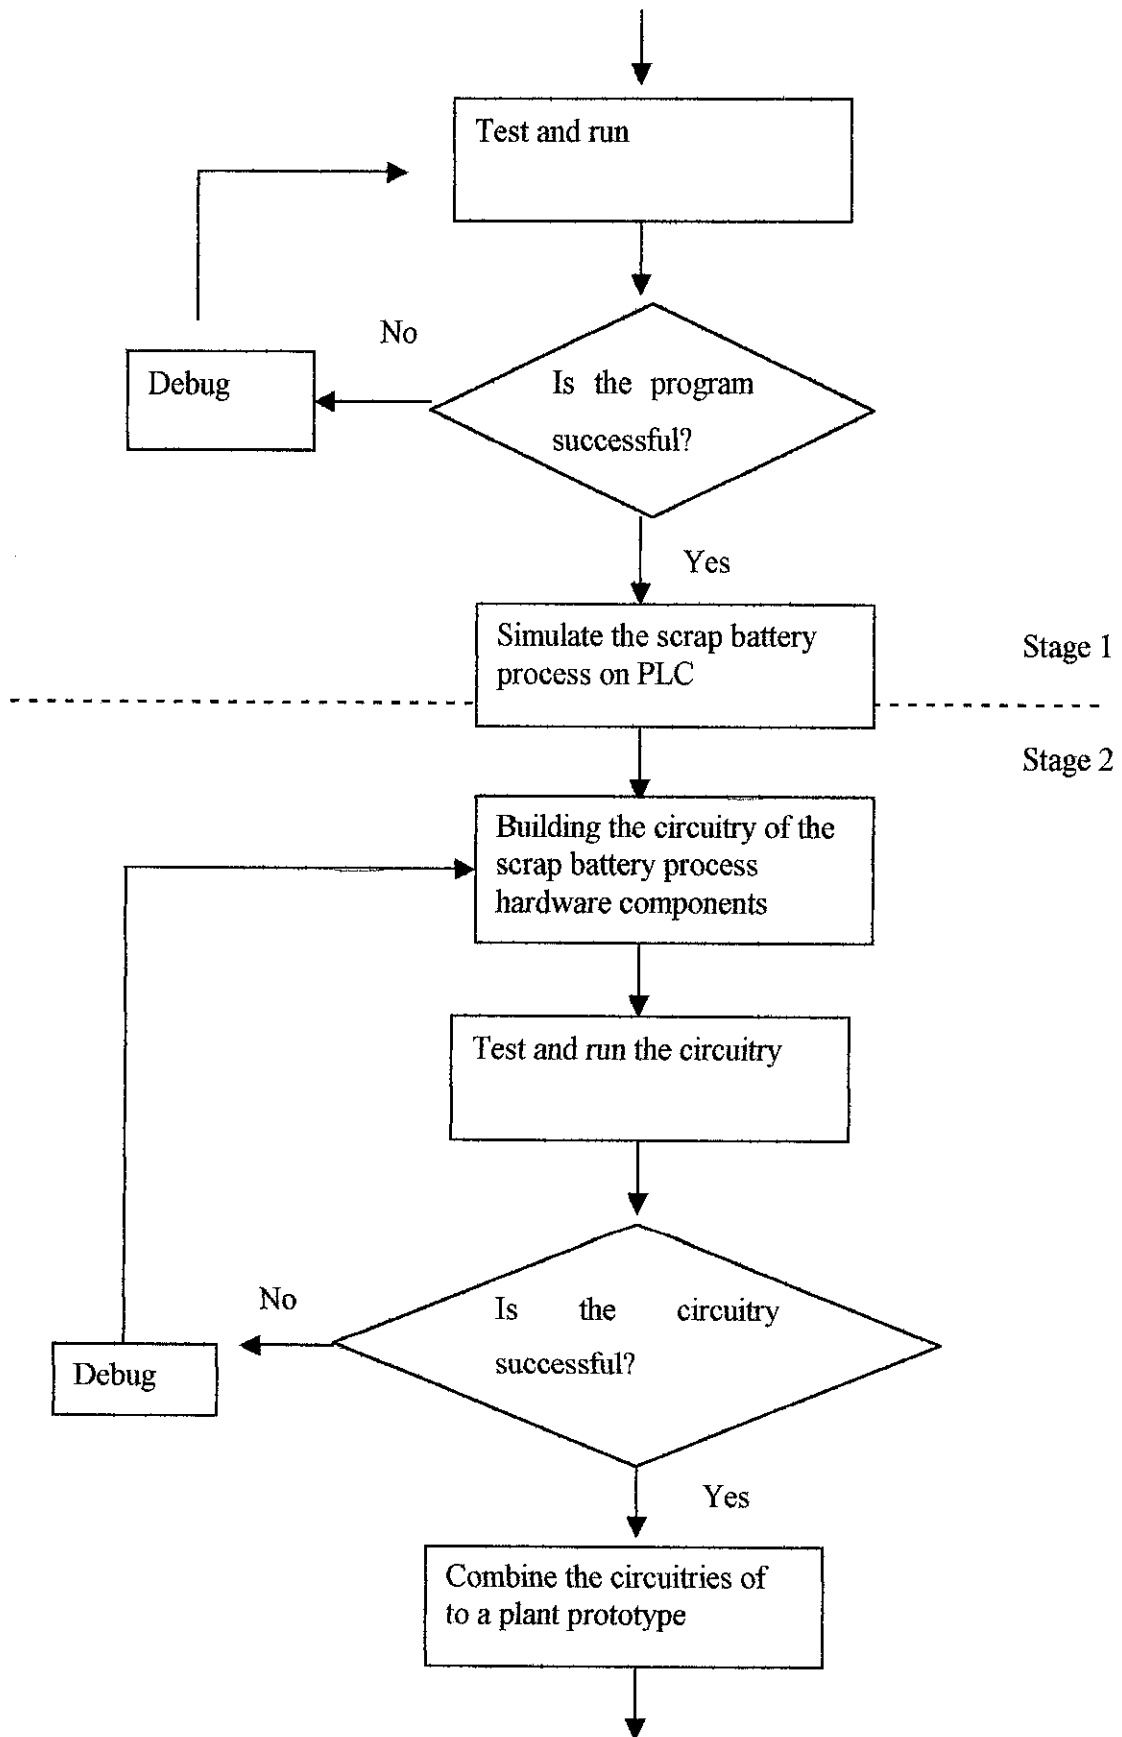 Test and run
No
Debug
Is the program
successful?
Yes
Simulate the scrap battery
process on PLC
Stage 1
Stage 2
Building the circuitry of the
scrap battery process
hardware components
Test and run the circuitry
No
Is the circuitry
successful?
Debug
Yes
Combine the circuitries of
to a plant prototype